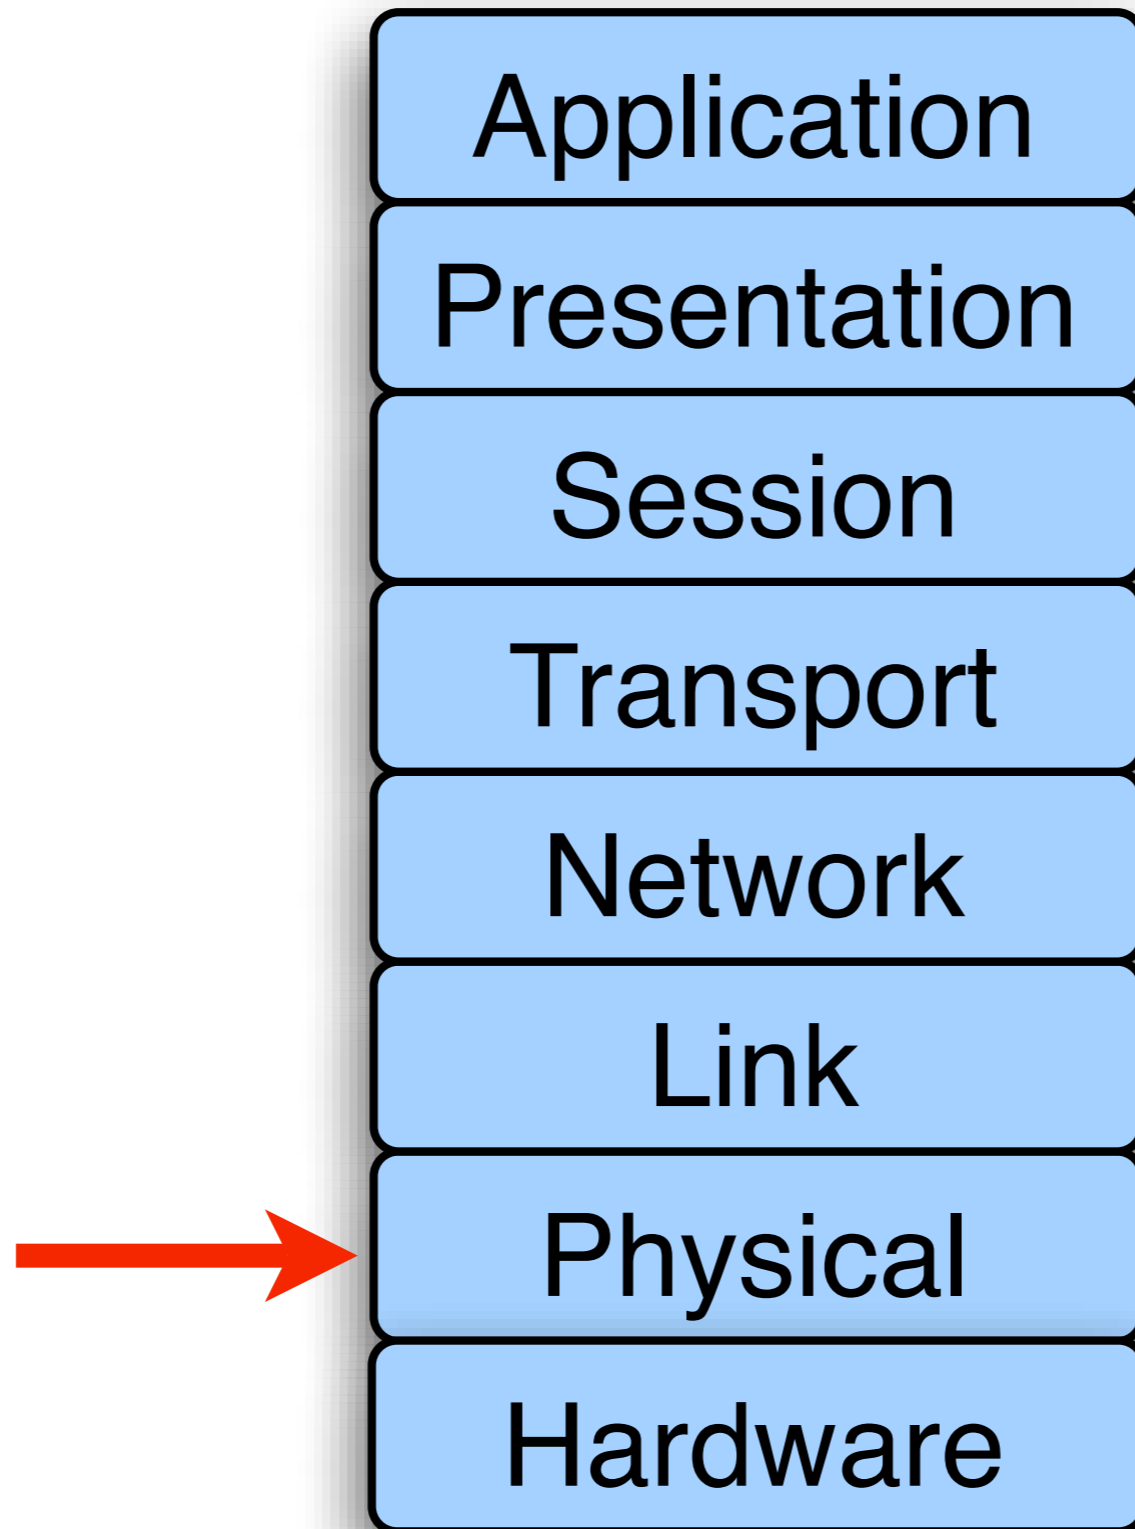 Application
Presentation
Session
Transport
Network
Link
Physical
Hardware